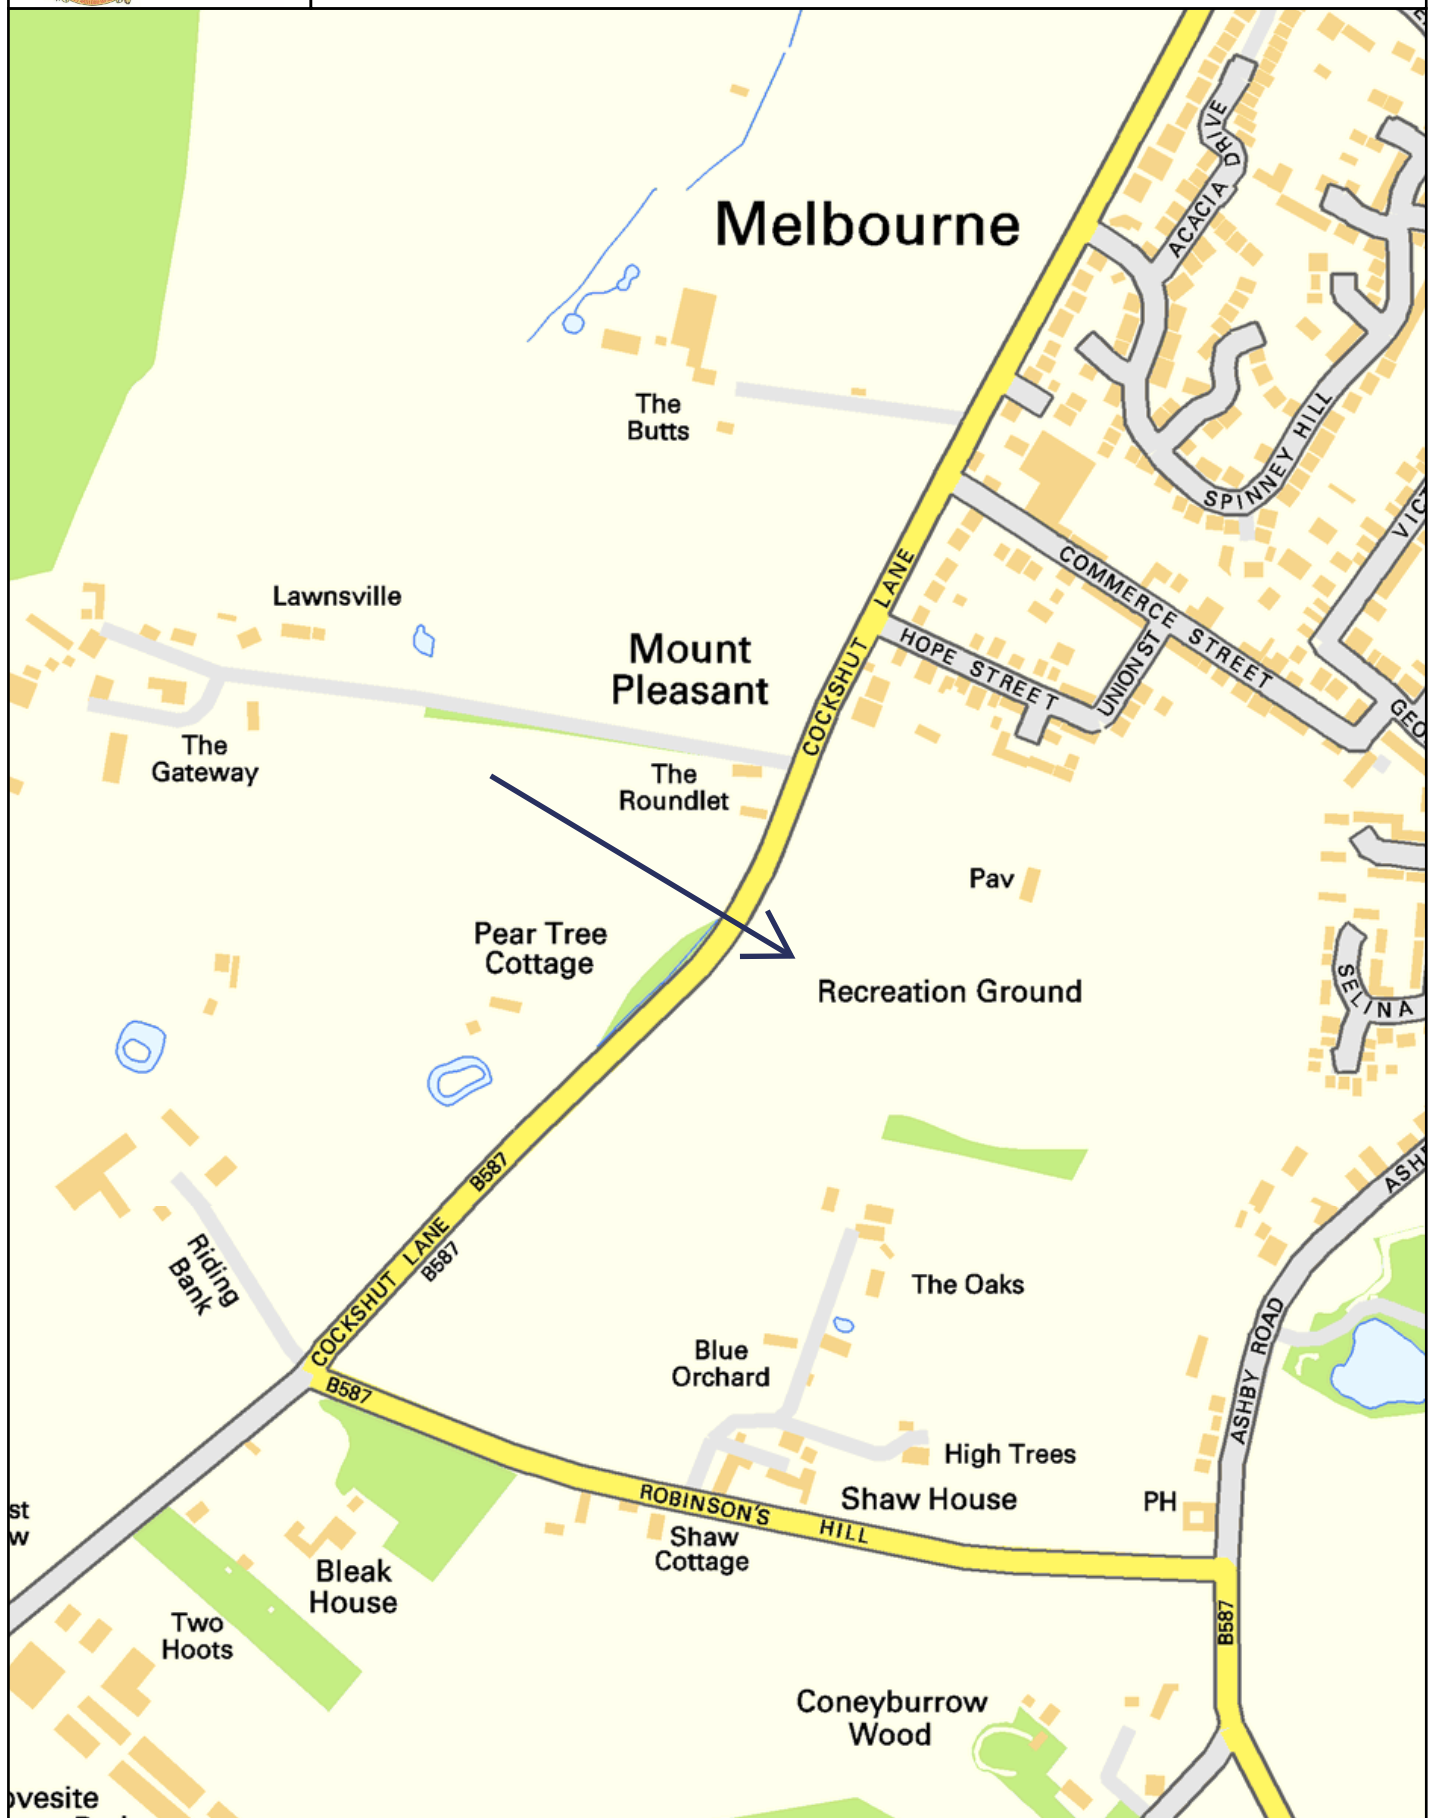 ACACIA DRIVE
Melbourne
The
Butts
SPINNEY HILL
COMMERCE STREET
Lawnsville
COCKSHUT LANE
Mount
Pleasant
HOPE STREET
UNION ST
The
Gateway
The
Roundlet
Pav
Pear Tree
Cottage
Recreation Ground
SELINA
B587
COCKSHUT LANE
B587
Riding
Bank
The Oaks
Blue
Orchard
ASHBY ROAD
B587
High Trees
Shaw House
PH
ROBINSON'S HILL
Shaw
Cottage
Bleak
House
B587
Two
Hoots
Coneyburrow
Wood